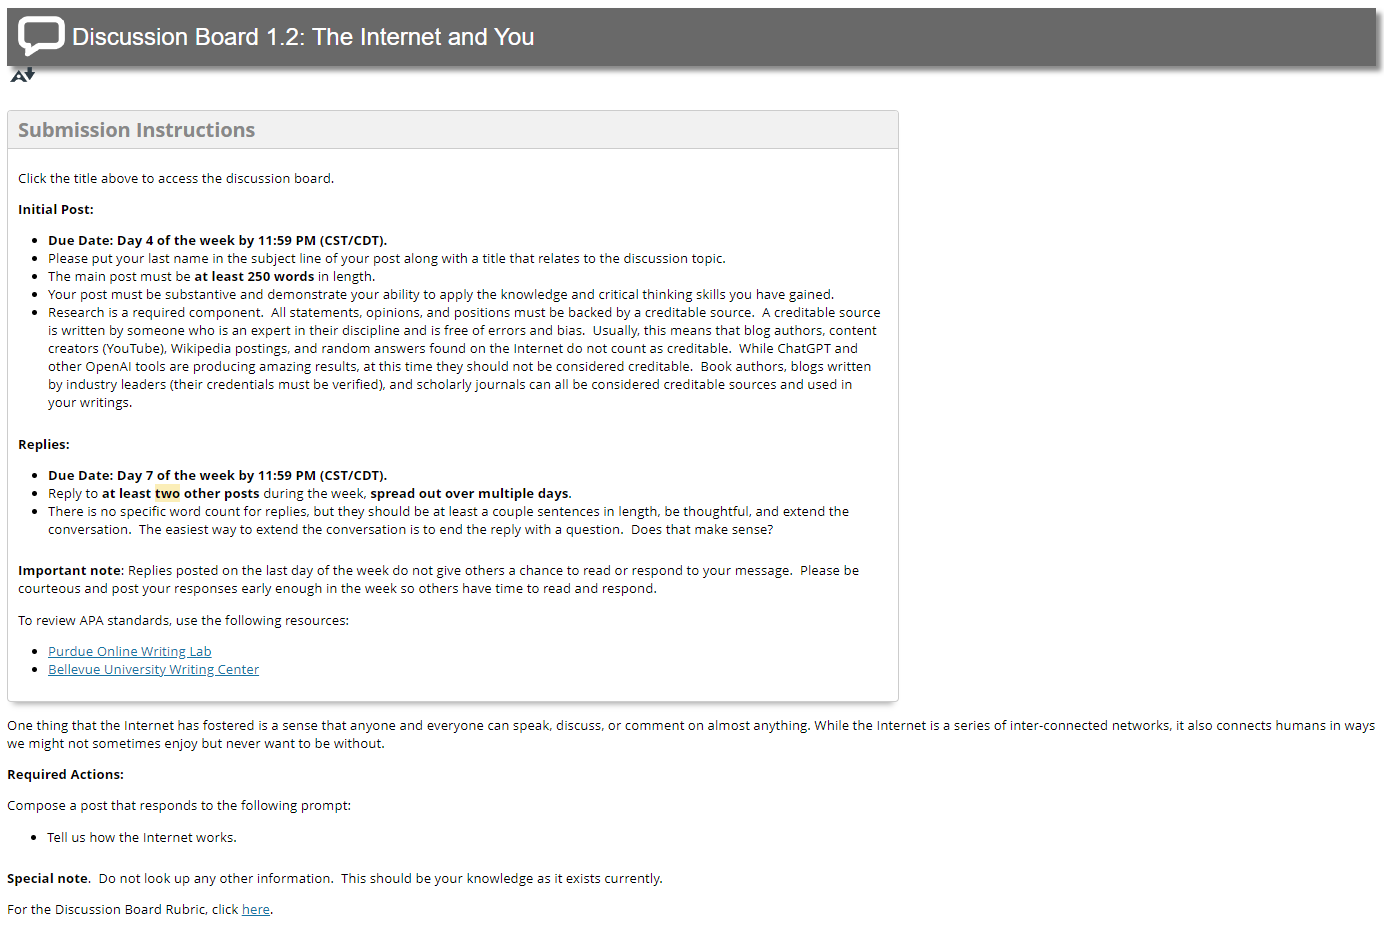 Discussion Board 1.2: The Internet and You
A
Submission Instructions
Click the title above to access the discussion board.
Initial Post:
• Due Date: Day 4 of the week by 11:59 PM (CST/CDT).
• Please put your last name in the subject line of your post along with a title that relates to the discussion topic.
• The main post must be at least 250 words in length.
• Your post must be substantive and demonstrate your ability to apply the knowledge and critical thinking skills you have gained.
• Research is a required component.  All statements, opinions, and positions must be backed by a creditable source.  A creditable source
is written by someone who is an expert in their discipline and is free of errors and bias.  Usually, this means that blog authors, content
creators (YouTube), Wikipedia postings, and random answers found on the Internet do not count as creditable.  While ChatGPT and
other OpenAI tools are producing amazing results, at this time they should not be considered creditable.  Book authors, blogs written
by industry leaders (their credentials must be verified), and scholarly journals can all be considered creditable sources and used in
your writings.
Replies:
• Due Date: Day 7 of the week by 11:59 PM (CST/CDT).
• Reply to at least two other posts during the week, spread out over multiple days.
• There is no specific word count for replies, but they should be at least a couple sentences in length, be thoughtful, and extend the
conversation.  The easiest way to extend the conversation is to end the reply with a question.  Does that make sense?
Important note: Replies posted on the last day of the week do not give others a chance to read or respond to your message.  Please be
courteous and post your responses early enough in the week so others have time to read and respond.
To review APA standards, use the following resources:
• Purdue Online Writing Lab
• Bellevue University Writing Center
One thing that the Internet has fostered is a sense that anyone and everyone can speak, discuss, or comment on almost anything. While the Internet is a series of inter-connected networks, it also connects humans in ways
we might not sometimes enjoy but never want to be without.
Required Actions:
Compose a post that responds to the following prompt:
• Tell us how the Internet works.
Special note.  Do not look up any other information.  This should be your knowledge as it exists currently.
For the Discussion Board Rubric, click here.